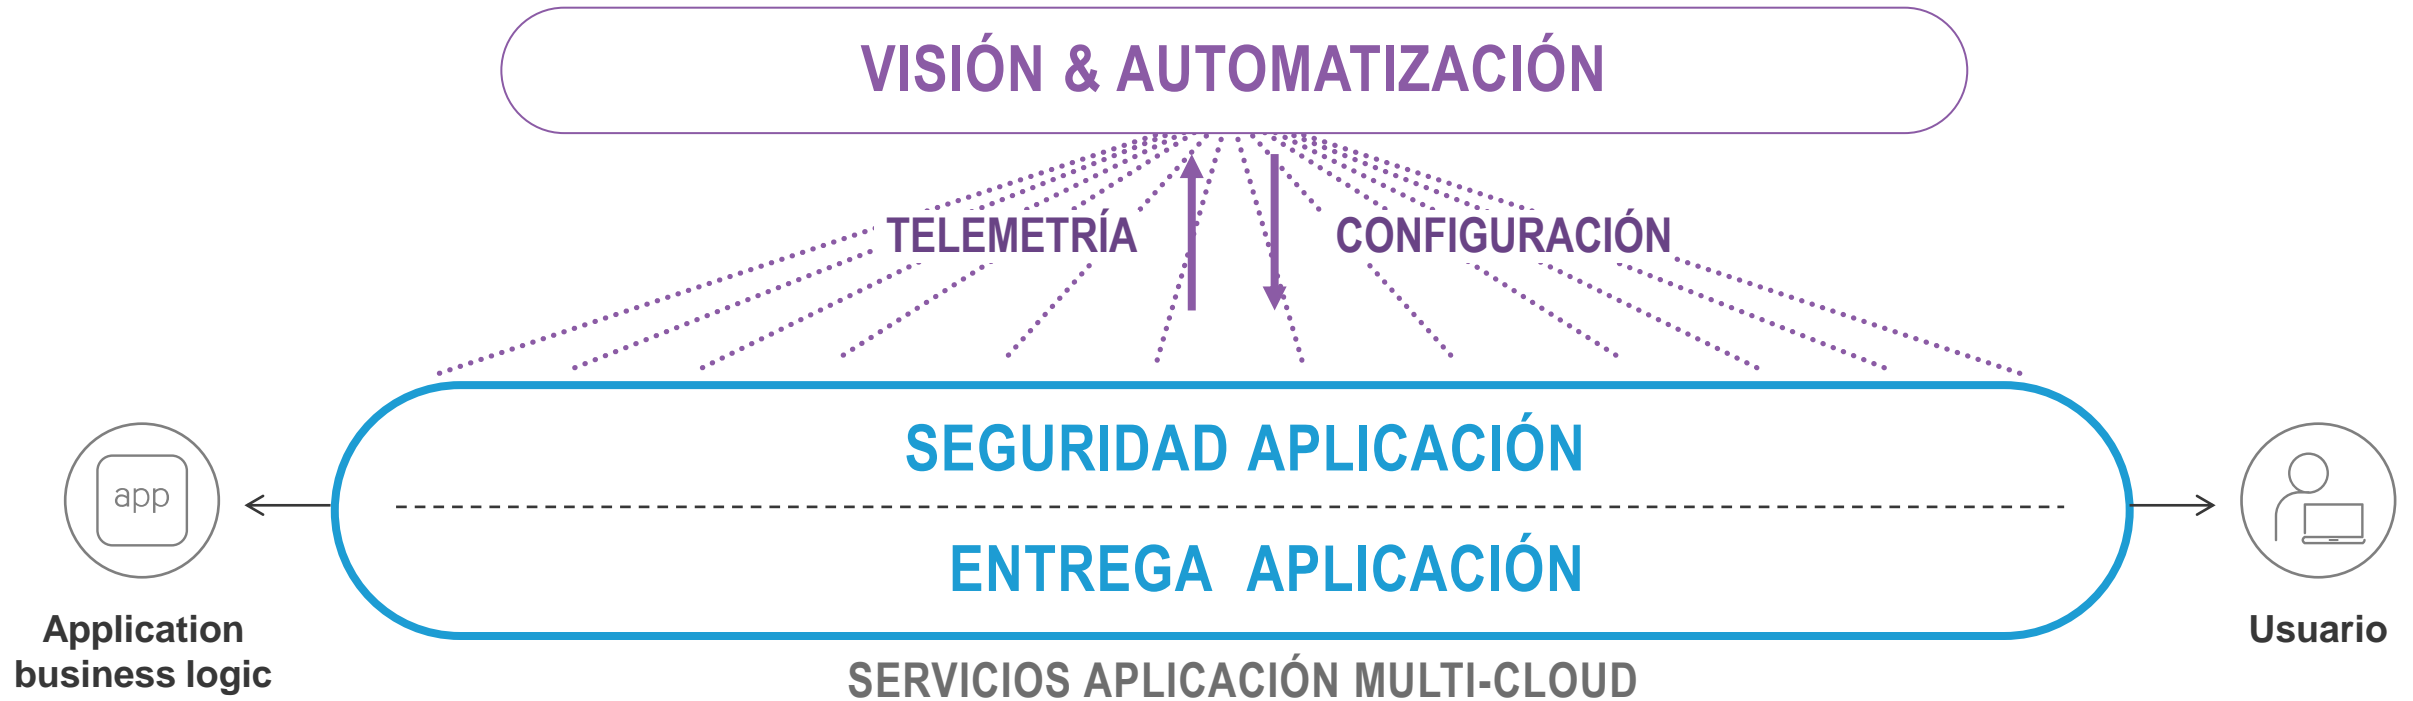 VISIÓN & AUTOMATIZACIÓN
TELEMETRÍA
CONFIGURACIÓN
SEGURIDAD APLICACIÓN
app
ENTREGA APLICACIÓN
Application
business logic
Usuario
SERVICIOS APLICACIÓN MULTI-CLOUD